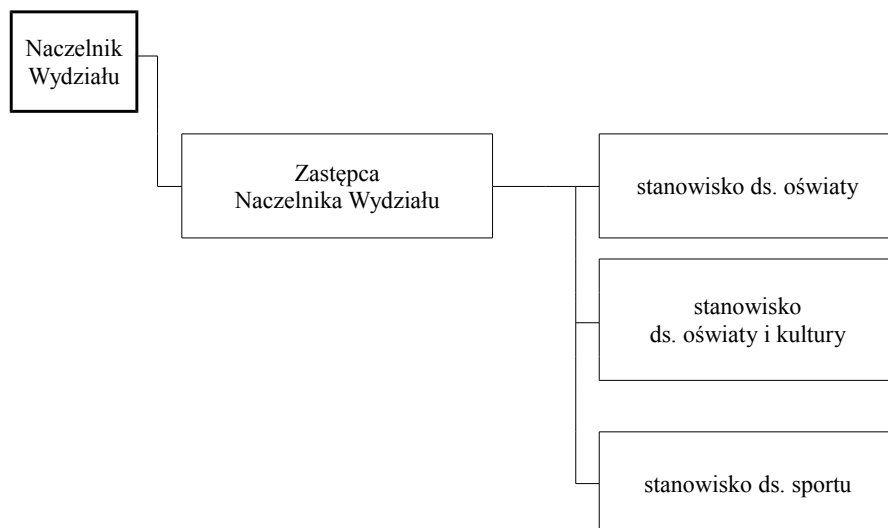 Naczelnik
Wydziału
Zastępca
Naczelnika Wydziału
stanowisko ds. oświaty
stanowisko
ds. oświaty i kultury
stanowisko ds. sportu